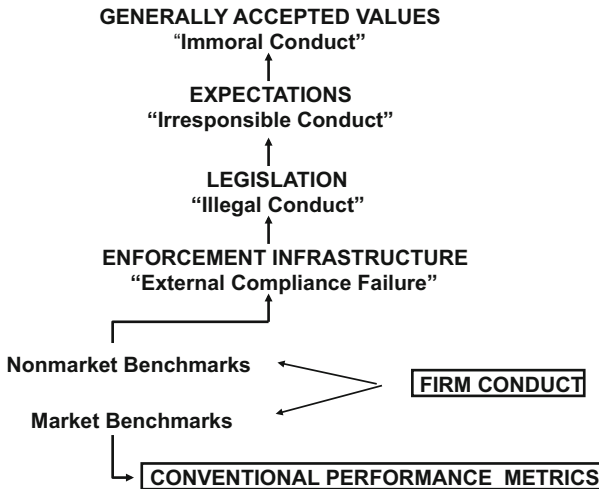 GENERALLY ACCEPTED VALUES
“Immoral Conduct”
EXPECTATIONS
“Irresponsible Conduct”
LEGISLATION
“Illegal Conduct”
ENFORCEMENT INFRASTRUCTURE
“External Compliance Failure”
Nonmarket Benchmarks
FIRM CONDUCT
Market Benchmarks
CONVENTIONAL PERFORMANCE METRICS